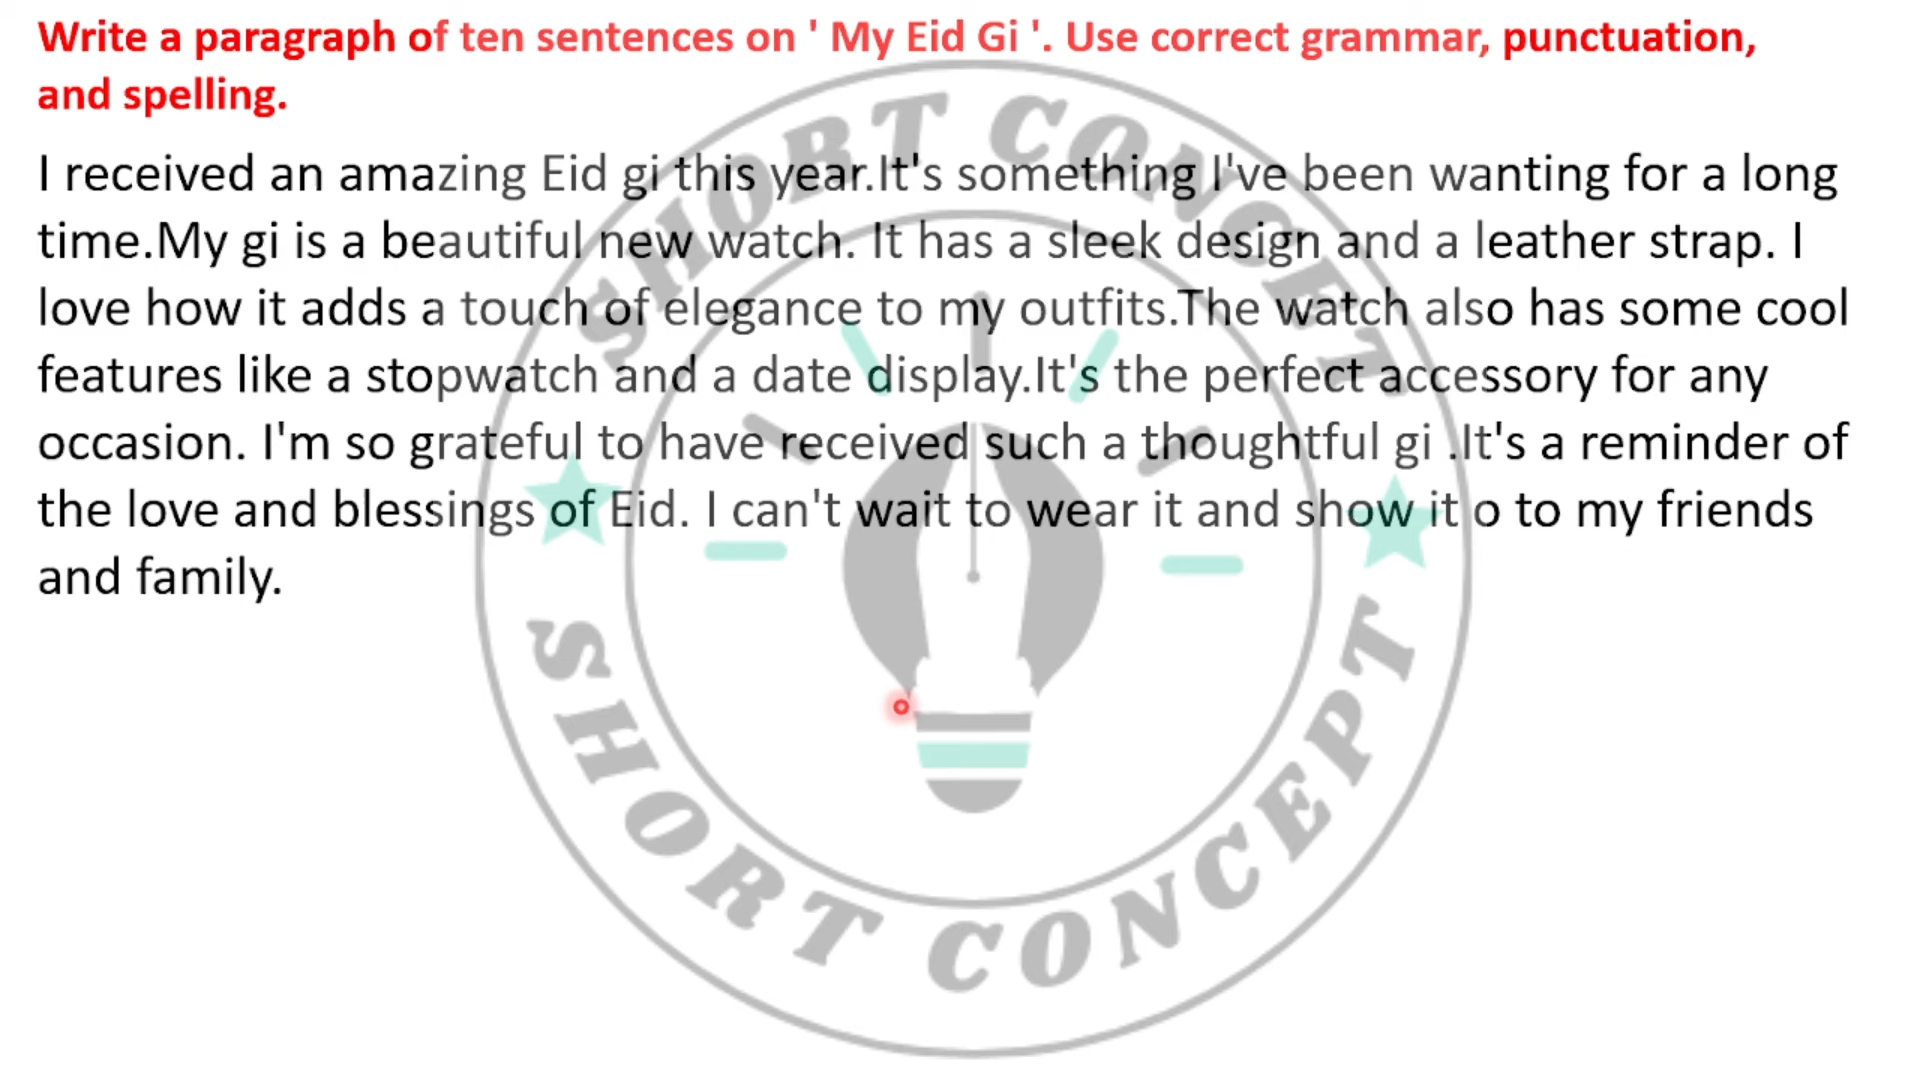 Write a paragraph of ten sentences on ' My Eid Gi '. Use correct grammar, punctuation,
and spelling.
I received an amazing Eid gi this year.It's something I've been wanting for a long
time.My gi is a beautiful new watch. It has a sleek design and a leather strap. I
love how it adds a touch of elegance to my outfits.The watch also has some cool
features like a stopwatch and a date display.It's the perfect accessory for any
occasion. I'm so grateful to have received such a thoughtful gi .It's a reminder of
the love and blessings of Eid. I can't wait to wear it and show it o to my friends
and family.
SHORT CONCEPT
SHORT CONCEPT